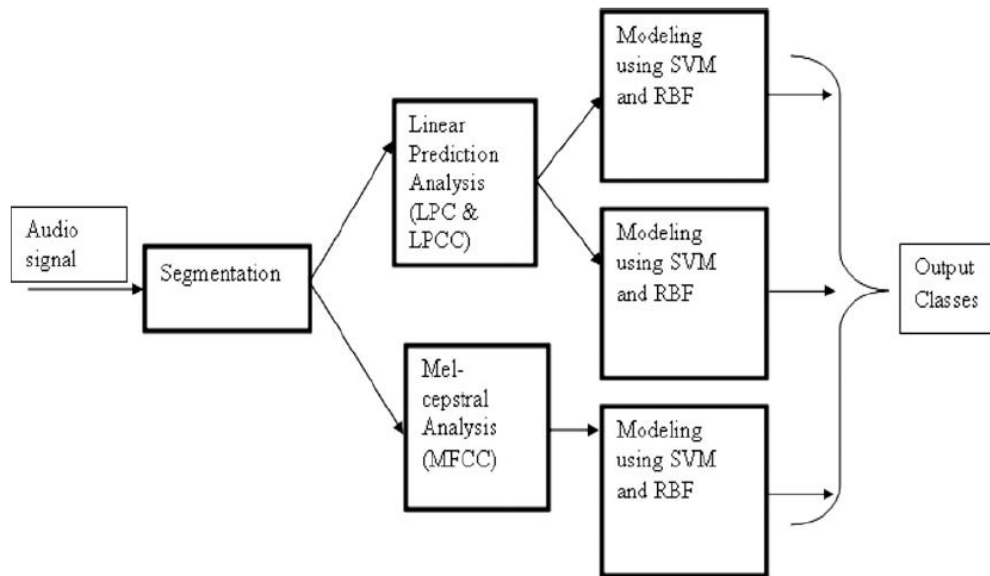 Audio
signal
Segmentation
Linear
Prediction
Analysis
(LPC &
LPCC)
Mel-
cepstral
Analysis
(MFCC)
Modeling
using SVM
and RBF
Modeling
using SVM
and RBF
Modeling
using SVM
and RBF
Output
Classes